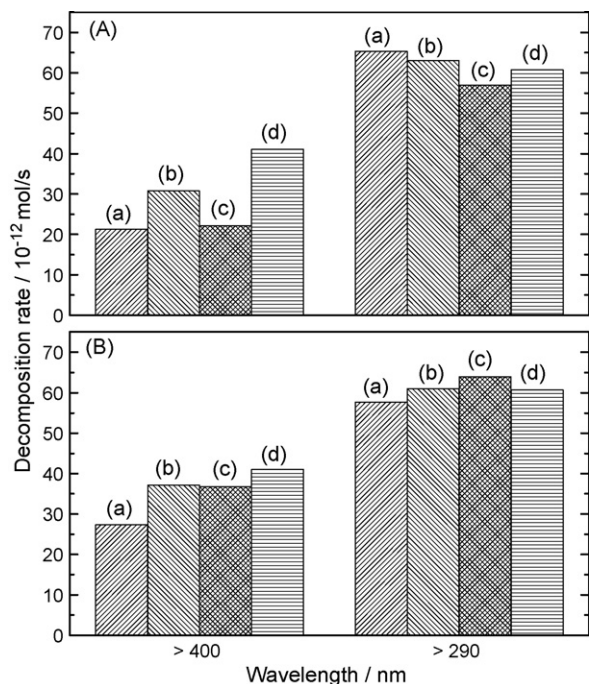 (A)
70
60
50
40
30
20
10
0
(a)
(b)
(c)
(d)
(a)
(b)
(c)
(d)
Decomposition rate / 10⁻¹² mol/s
(B)
70
60
50
40
30
20
10
0
(a)
(b)
(c)
(d)
(a)
(b)
(c)
(d)
> 400
> 290
Wavelength / nm